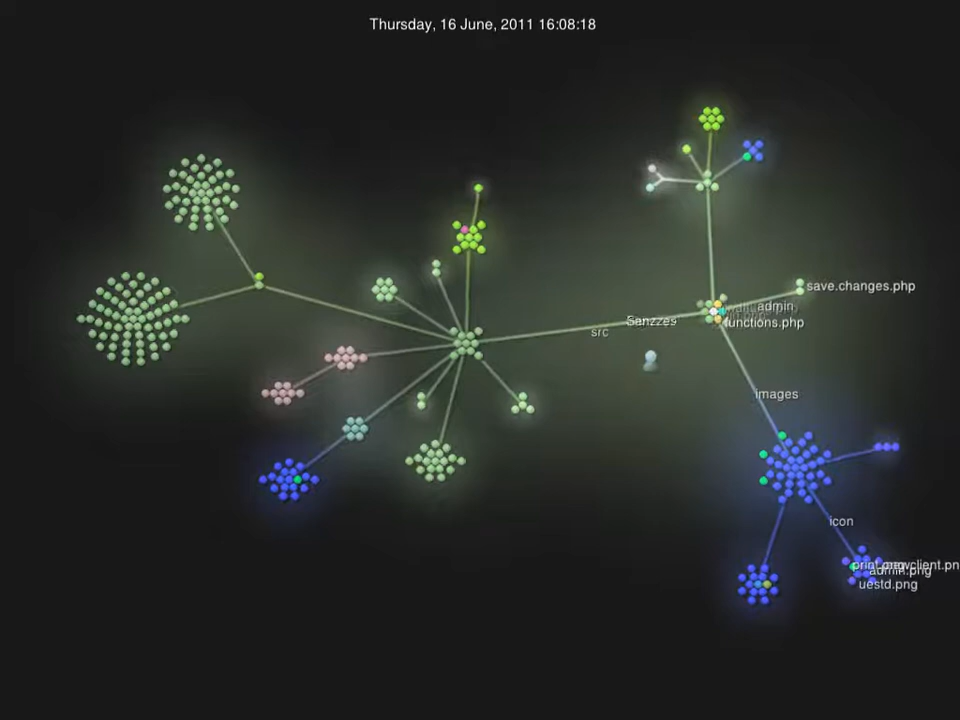 Thursday, 16 June, 2011 16:08:18
save.changes.php
admin
Sanzzes
functions.php
src
images
icon
admin.png
uestd.png